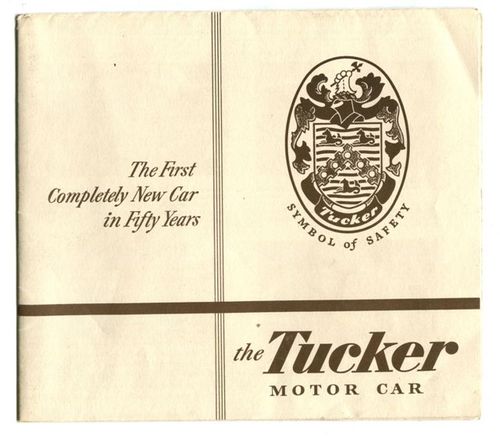 The First
Completely New Car
in Fifty Years
Tucker
SYMBOL of SAFETY
the Tucker
MOTOR CAR